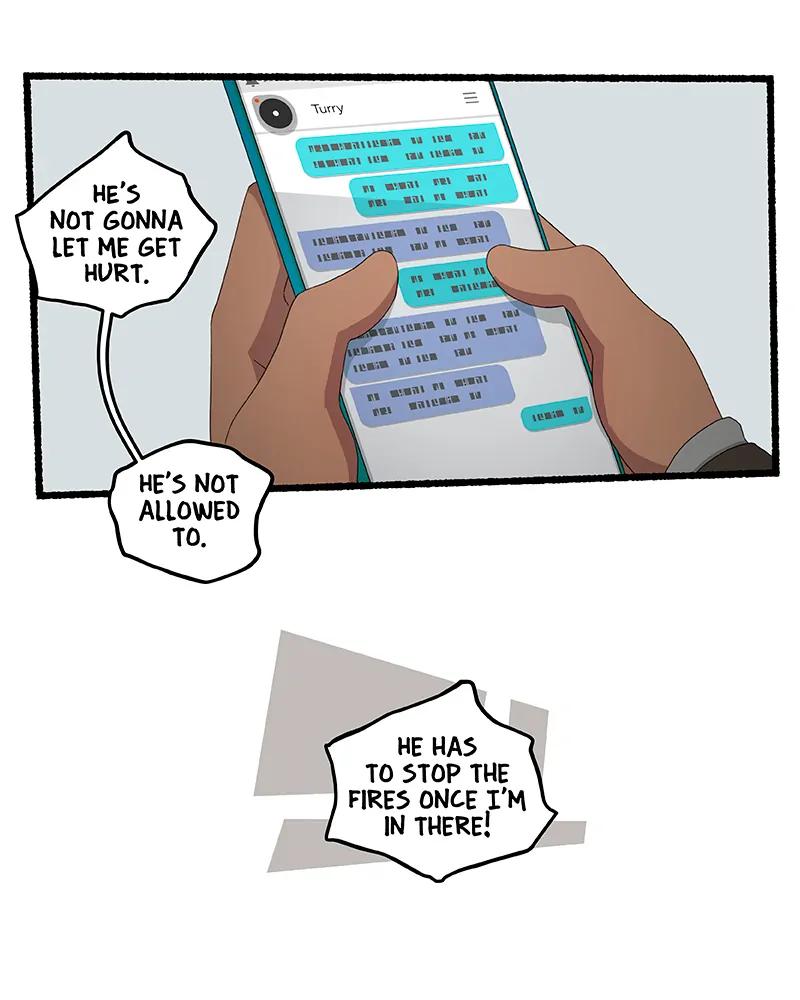 Turry
HE'S
NOT GONNA
LET ME GET
HURT.
HE'S NOT
ALLOWED
TO.
HE HAS
TO STOP THE
FIRES ONCE I'M
IN THERE!